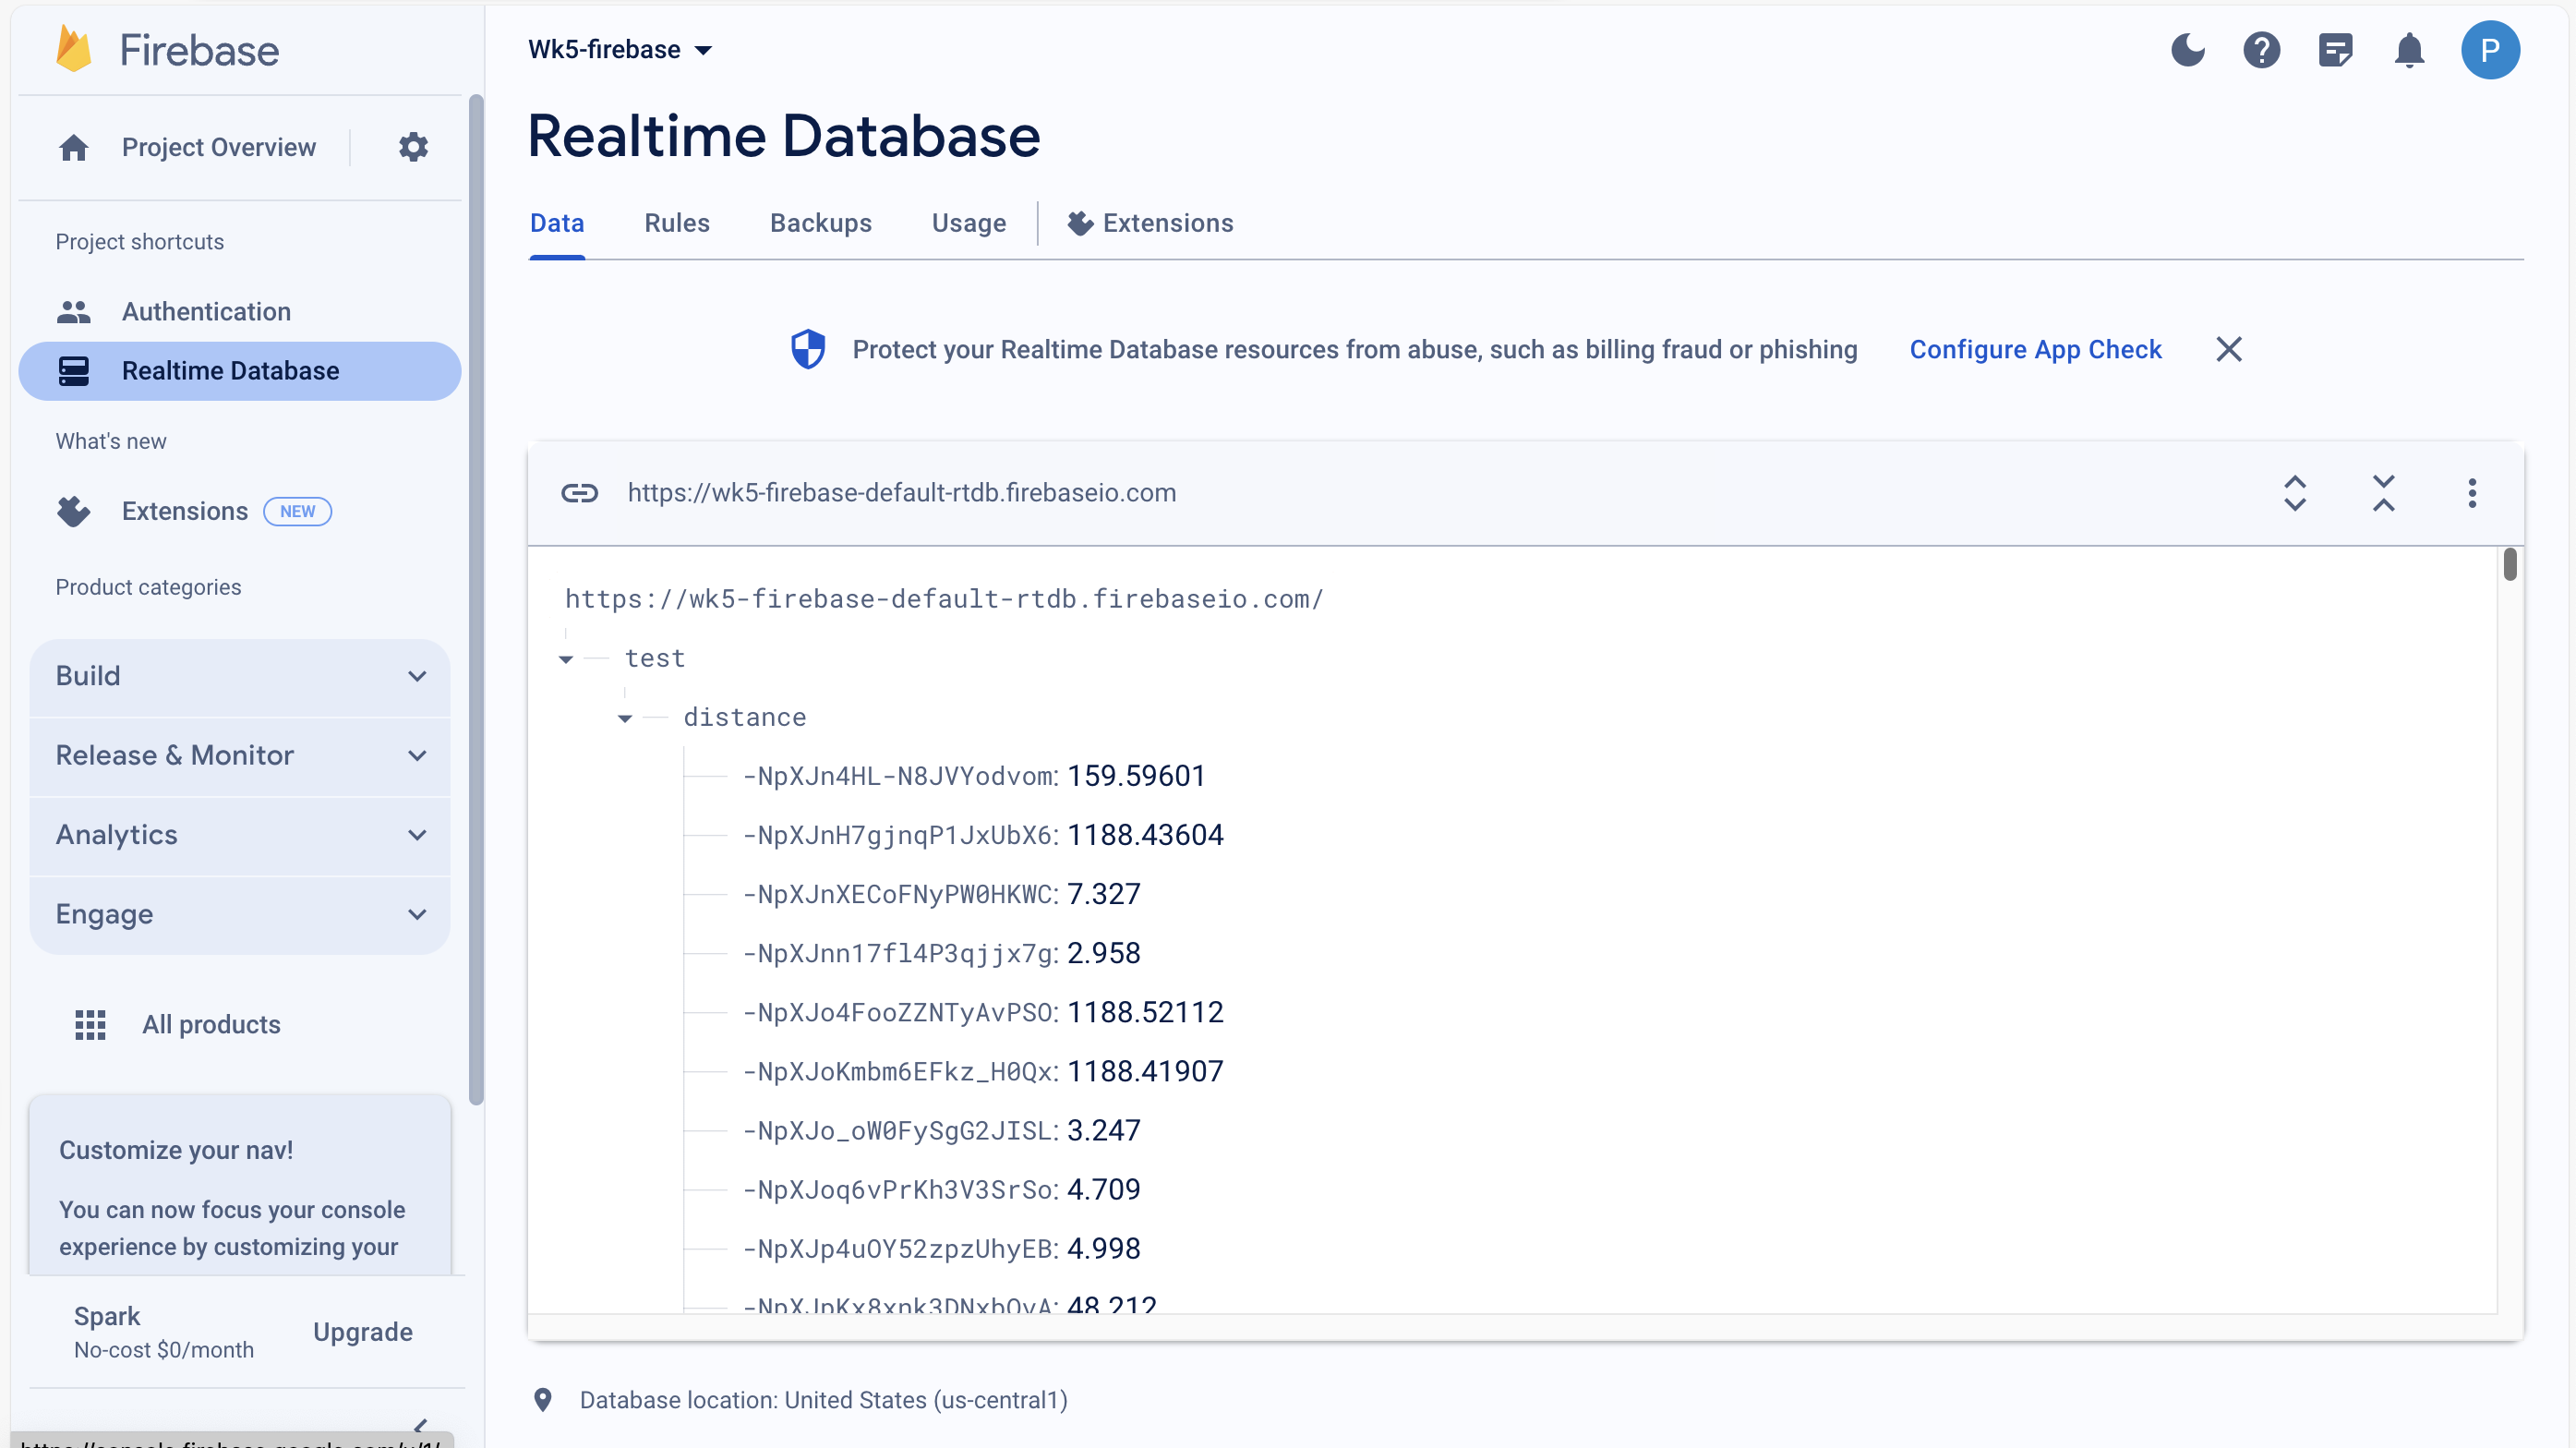 Firebase
Project Overview
Project shortcuts
Authentication
Realtime Database
What's new
Extensions NEW
Product categories
Build
Release & Monitor
Analytics
Engage
All products
Customize your nav!
You can now focus your console
experience by customizing your
Spark
No-cost $0/month
Upgrade
Wk5-firebase
P
Realtime Database
Data Rules Backups Usage Extensions
Protect your Realtime Database resources from abuse, such as billing fraud or phishing Configure App Check
https://wk5-firebase-default-rtdb.firebaseio.com
https://wk5-firebase-default-rtdb.firebaseio.com/
test
distance
-NpXJn4HL-N8JVYodvom: 159.59601
-NpXJnH7gjnqP1JxUbX6: 1188.43604
-NpXJnXECoFNyPW0HKWC: 7.327
-NpXJnn17fl4P3qjjx7g: 2.958
-NpXJo4FooZZNTyAvPSO: 1188.52112
-NpXJoKmbm6EFkz_H0Qx: 1188.41907
-NpXJo_oW0FySgG2JISL: 3.247
-NpXJoq6vPrKh3V3SrSo: 4.709
-NpXJp4uOY52zpzUhyEB: 4.998
48.212
Database location: United States (us-central1)